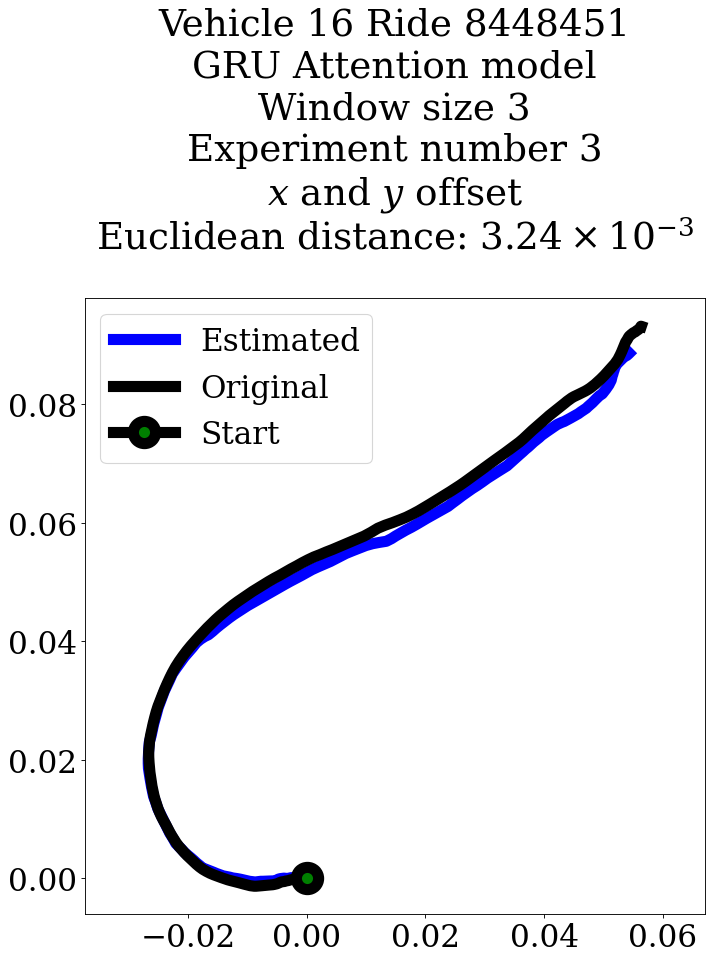 Vehicle 16 Ride 8448451
GRU Attention model
Window size 3
Experiment number 3
x and y offset
Euclidean distance: 3.24 × 10⁻³
Estimated
Original
Start
0.08
0.06
0.04
0.02
0.00
−0.02 0.00 0.02 0.04 0.06